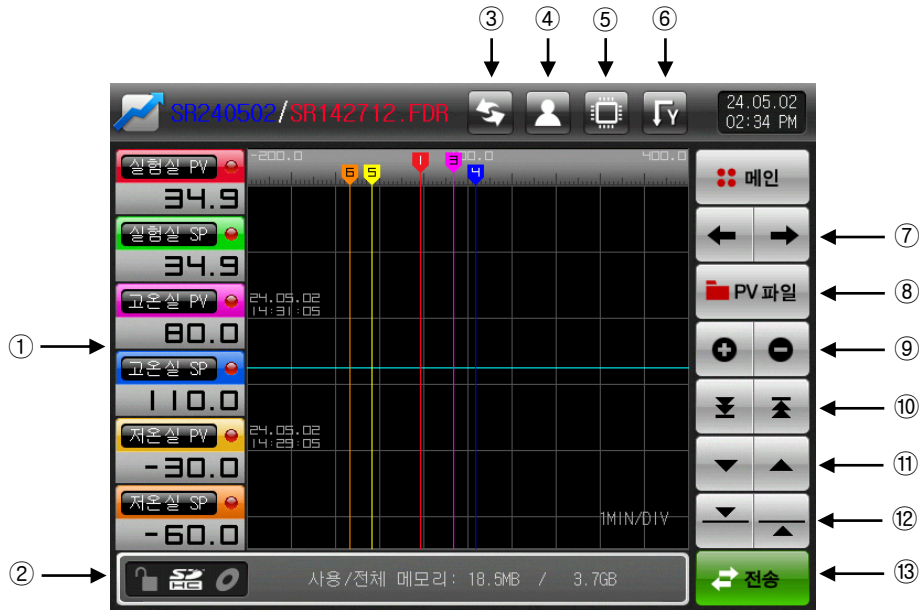 ③ ④ ⑤ ⑥
SR240502/SR142712.FDR
Y
24.05.02
02:34 PM
실험실 PV
34.9
실험실 SP
34.9
고온실 PV
80.0
고온실 SP
110.0
저온실 PV
-30.0
저온실 SP
-60.0
①
-200.0 400.0
6 5 1 3 4
24.05.02
14:31:05
24.05.02
14:29:05
1MIN/DIV
메인
⑦
PV 파일 ⑧
⑨
⑩
⑪
⑫
②
SD
HC
사용/전체 메모리: 18.5MB / 3.7GB
전송 ⑬